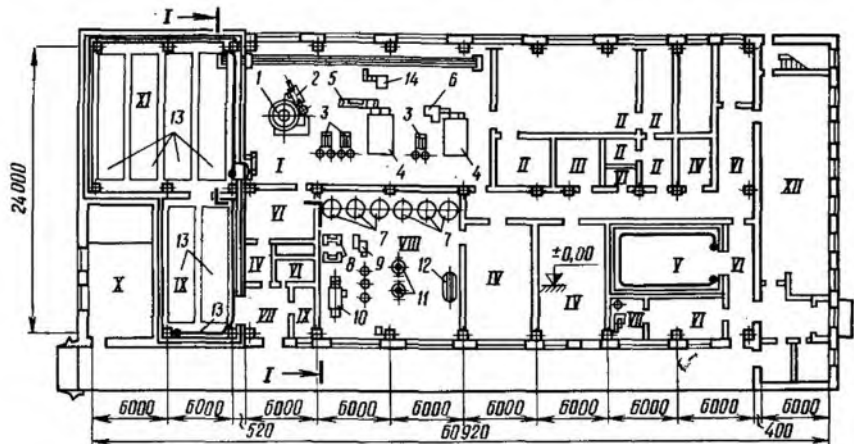 I
1 2 14 6
5
XI 13 3 3 II II
II III II II IV VI
I 4 4 VI XII
24000
VI
7 7
13 8 9 VIII 12 ±0,00
IV VI IV V VI
X IX 11 IV
13 VII IX 10 VII VI
I
6000 6000 6000 6000 6000 6000 6000 6000 6000 6000
520 60920 400